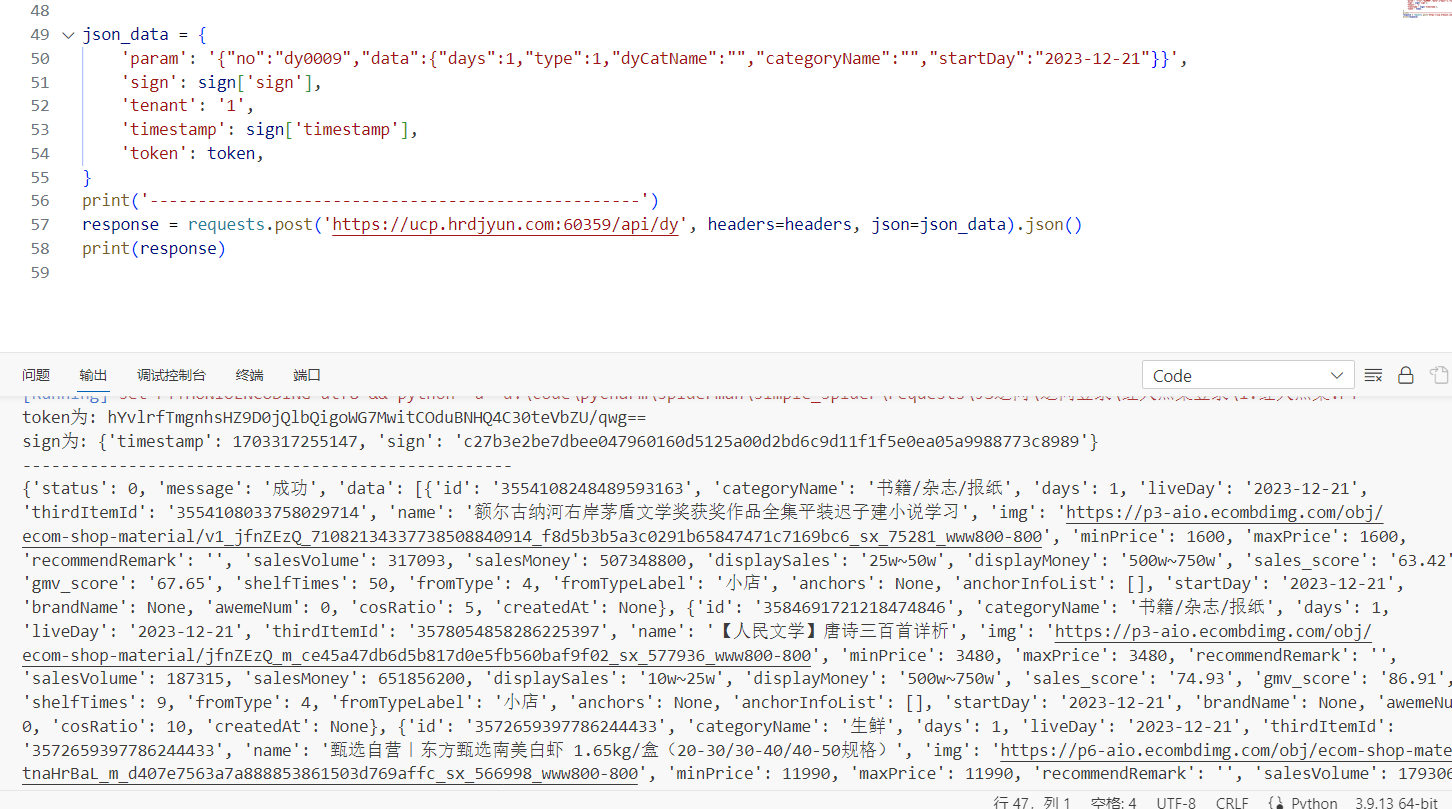 48
49 json_data = {
50 'param': '{"no":"dy0009","data":{"days":1,"type":1,"dyCatName":"","categoryName":"","startDay":"2023-12-21"}}',
51 'sign': sign['sign'],
52 'tenant': '1',
53 'timestamp': sign['timestamp'],
54 'token': token,
55 }
56 print('---------------------------------------------------')
57 response = requests.post('https://ucp.hrdjyun.com:60359/api/dy', headers=headers, json=json_data).json()
58 print(response)
59
问题 输出 调试控制台 终端 端口 Code
token为: hYvlrfTmgnhsHZ9D0jQlbQigoWG7MwitCOduBNHQ4C30teVbZU/qwg==
sign为: {'timestamp': 1703317255147, 'sign': 'c27b3e2be7dbee047960160d5125a00d2bd6c9d11f1f5e0ea05a9988773c8989'}
---------------------------------------------------
{'status': 0, 'message': '成功', 'data': [{'id': '3554108248489593163', 'categoryName': '书籍/杂志/报纸', 'days': 1, 'liveDay': '2023-12-21',
'thirdItemId': '3554108033758029714', 'name': '额尔古纳河右岸茅盾文学奖获奖作品全集平装迟子建小说学习', 'img': 'https://p3-aio.ecombdimg.com/obj/
ecom-shop-material/v1_jfnZEzQ_71082134337738508840914_f8d5b3b5a3c0291b65847471c7169bc6_sx_75281_www800-800', 'minPrice': 1600, 'maxPrice': 1600,
'recommendRemark': '', 'salesVolume': 317093, 'salesMoney': 507348800, 'displaySales': '25w~50w', 'displayMoney': '500w~750w', 'sales_score': '63.42'
'gmv_score': '67.65', 'shelfTimes': 50, 'fromType': 4, 'fromTypeLabel': '小店', 'anchors': None, 'anchorInfoList': [], 'startDay': '2023-12-21',
'brandName': None, 'awemeNum': 0, 'cosRatio': 5, 'createdAt': None}, {'id': '3584691721218474846', 'categoryName': '书籍/杂志/报纸', 'days': 1,
'liveDay': '2023-12-21', 'thirdItemId': '3578054858286225397', 'name': '【人民文学】唐诗三百首详析', 'img': 'https://p3-aio.ecombdimg.com/obj/
ecom-shop-material/jfnZEzQ_m_ce45a47db6d5b817d0e5fb560baf9f02_sx_577936_www800-800', 'minPrice': 3480, 'maxPrice': 3480, 'recommendRemark': '',
'salesVolume': 187315, 'salesMoney': 651856200, 'displaySales': '10w~25w', 'displayMoney': '500w~750w', 'sales_score': '74.93', 'gmv_score': '86.91',
'shelfTimes': 9, 'fromType': 4, 'fromTypeLabel': '小店', 'anchors': None, 'anchorInfoList': [], 'startDay': '2023-12-21', 'brandName': None, 'awemeNu
0, 'cosRatio': 10, 'createdAt': None}, {'id': '3572659397786244433', 'categoryName': '生鲜', 'days': 1, 'liveDay': '2023-12-21', 'thirdItemId':
'3572659397786244433', 'name': '甄选自营丨东方甄选南美白虾 1.65kg/盒（20-30/30-40/40-50规格）', 'img': 'https://p6-aio.ecombdimg.com/obj/ecom-shop-mate
tnaHrBaL_m_d407e7563a7a888853861503d769affc_sx_566998_www800-800', 'minPrice': 11990, 'maxPrice': 11990, 'recommendRemark': '', 'salesVolume': 179306
行 47，列 1 空格: 4 UTF-8 CRLF Python 3.9.13 64-bit